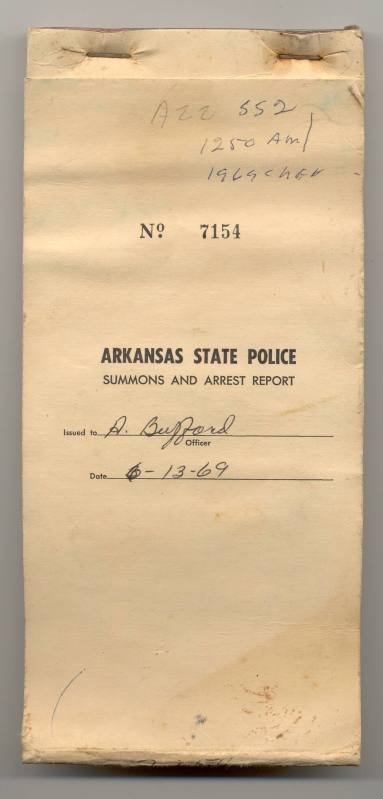 AZZ 552
1250 AM
1969 CHEV
Nº 7154
ARKANSAS STATE POLICE
SUMMONS AND ARREST REPORT
Issued to A. Bufford
Officer
Date 6-13-69